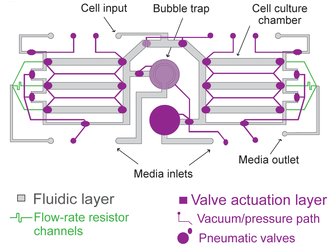 Cell input
Bubble trap
Cell culture
chamber
Media inlets
Media outlet
Fluidic layer
Flow-rate resistor
channels
Valve actuation layer
Vacuum/pressure path
Pneumatic valves